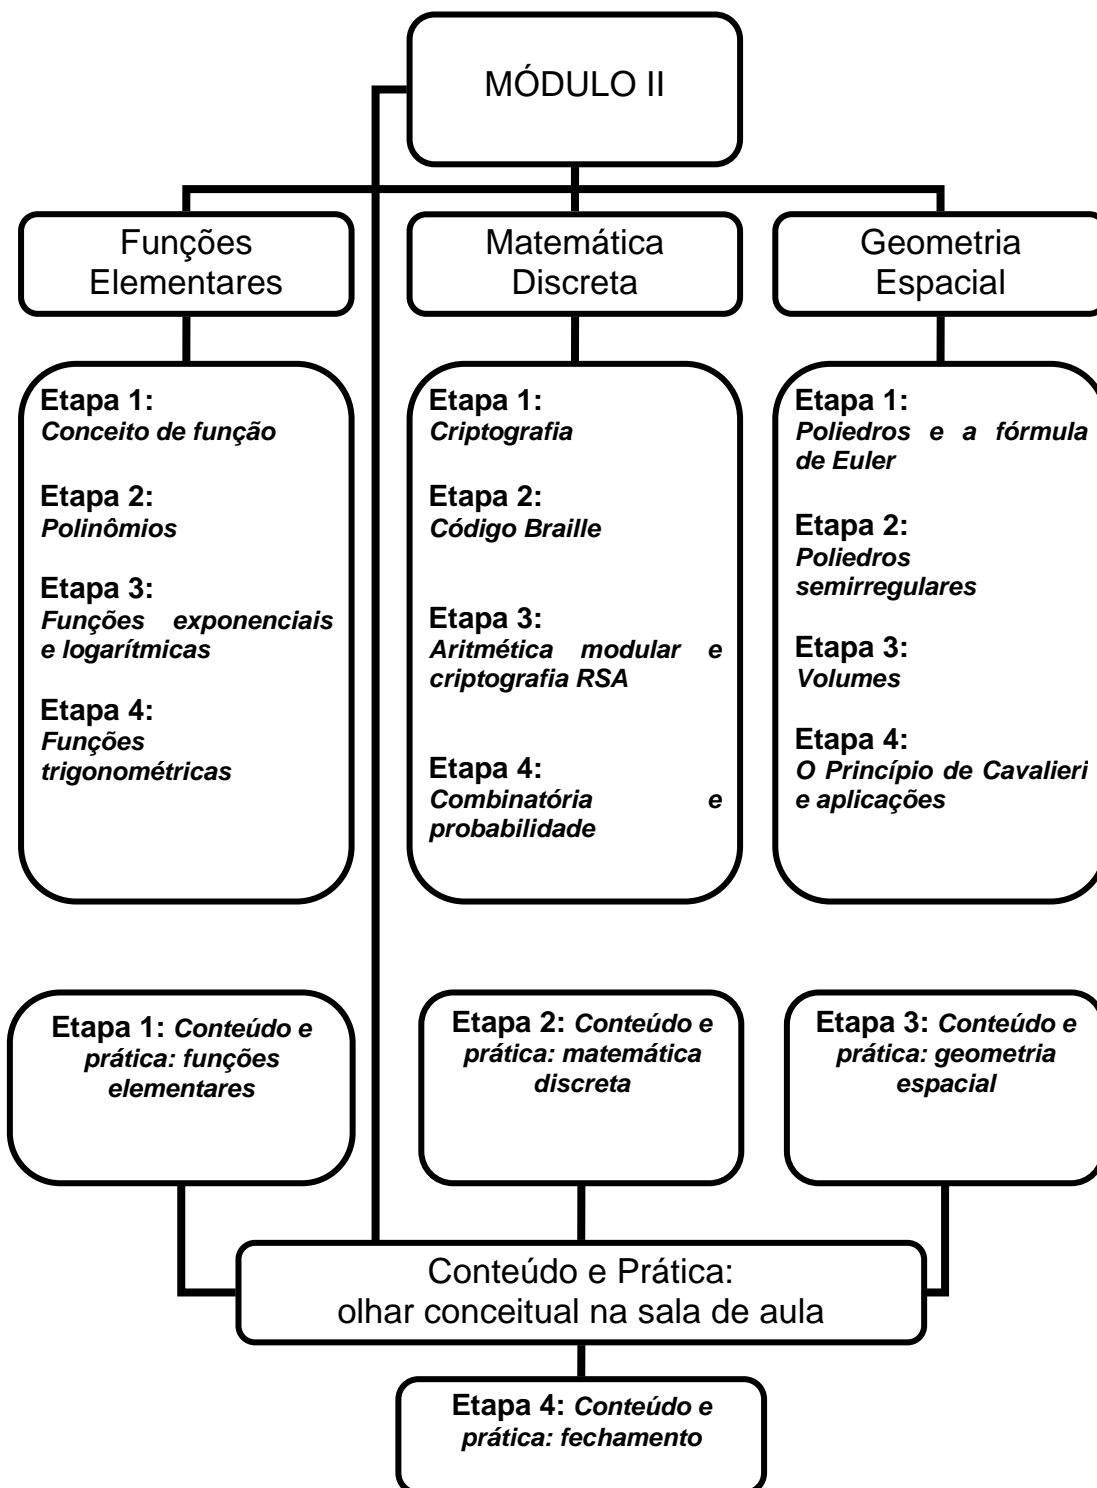 MÓDULO II
Funções
Elementares
Matemática
Discreta
Geometria
Espacial
Etapa 1:
Conceito de função
Etapa 2:
Polinômios
Etapa 3:
Funções exponenciais
e logarítmicas
Etapa 4:
Funções
trigonométricas
Etapa 1:
Criptografia
Etapa 2:
Código Braille
Etapa 3:
Aritmética modular e
criptografia RSA
Etapa 4:
Combinatória e
probabilidade
Etapa 1:
Poliedros e a fórmula
de Euler
Etapa 2:
Poliedros
semirregulares
Etapa 3:
Volumes
Etapa 4:
O Princípio de Cavalieri
e aplicações
Etapa 1: Conteúdo e
prática: funções
elementares
Etapa 2: Conteúdo e
prática: matemática
discreta
Etapa 3: Conteúdo e
prática: geometria
espacial
Conteúdo e Prática:
olhar conceitual na sala de aula
Etapa 4: Conteúdo e
prática: fechamento